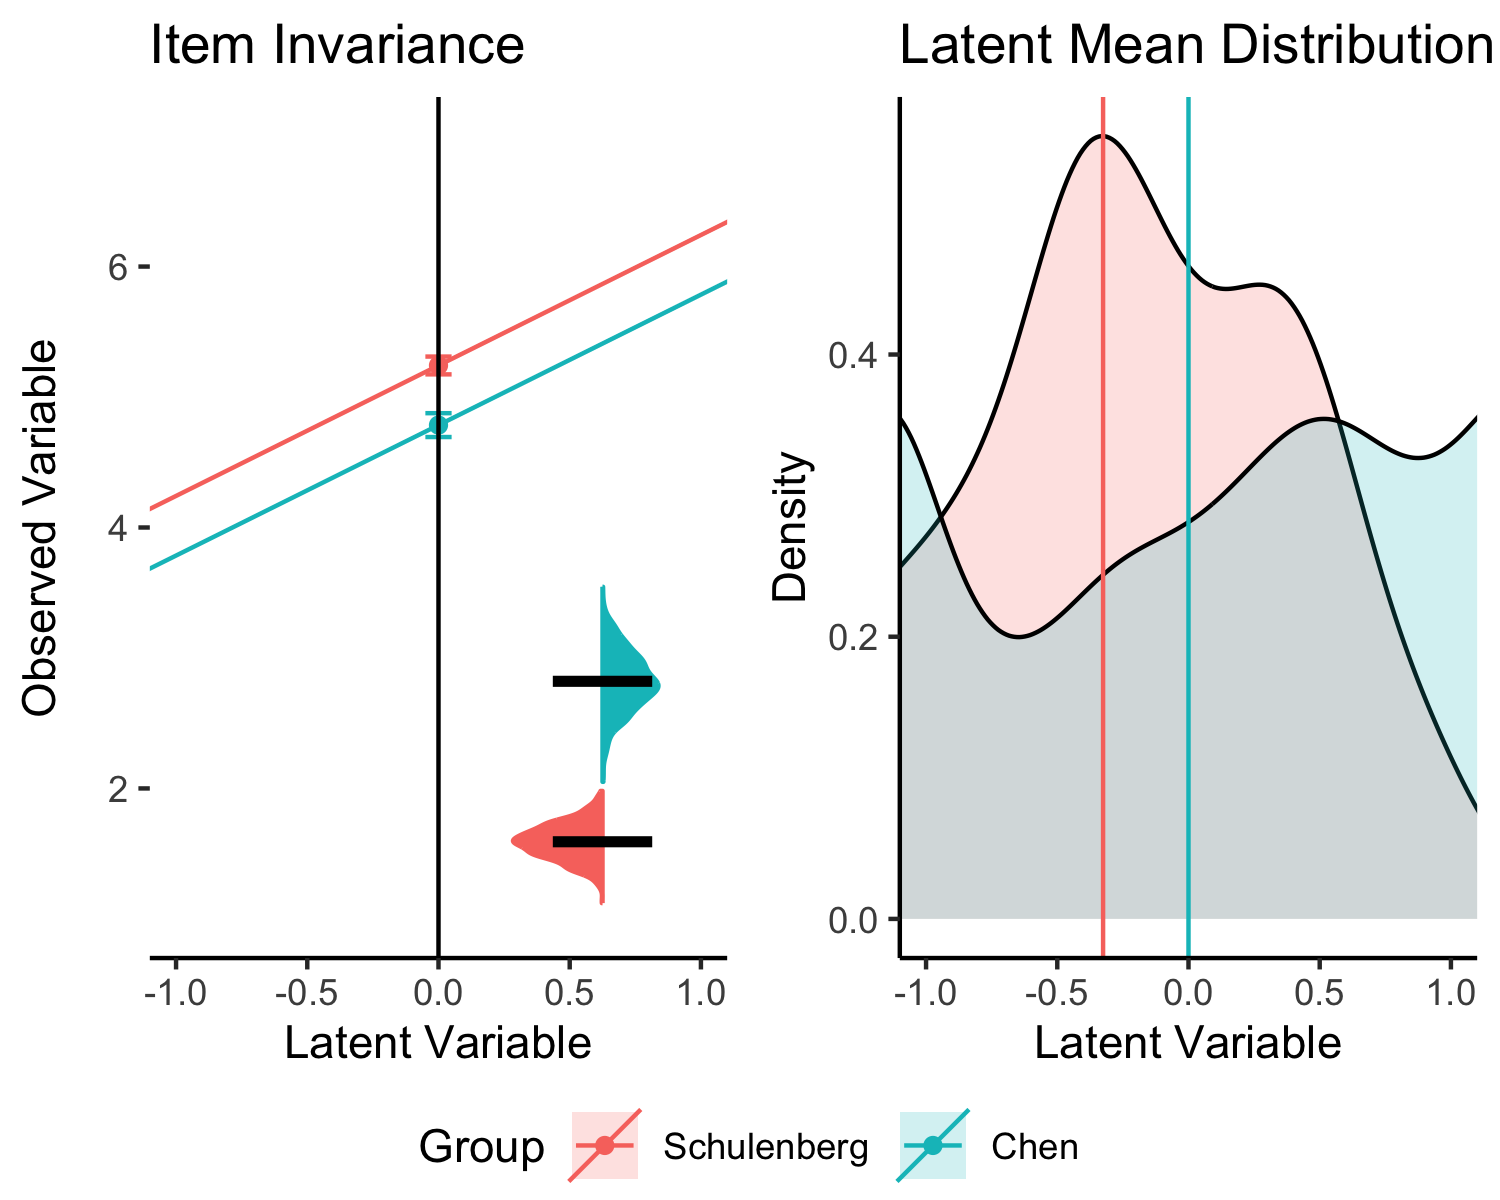 Item Invariance
Observed Variable
6
4
2
-1.0 -0.5 0.0 0.5 1.0
Latent Variable
Latent Mean Distribution
Density
0.4
0.2
0.0
-1.0 -0.5 0.0 0.5 1.0
Latent Variable
Group Schulenberg Chen